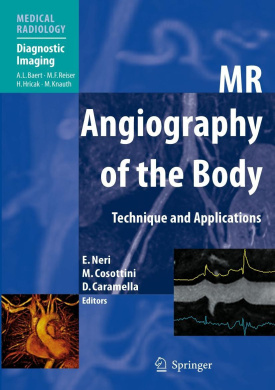 MEDICAL
RADIOLOGY
Diagnostic
Imaging
A. L. Baert · M. F. Reiser
H. Hricak · M. Knauth
MR
Angiography
of the Body
Technique and Applications
E. Neri
M. Cosottini
D. Caramella
Editors
Springer